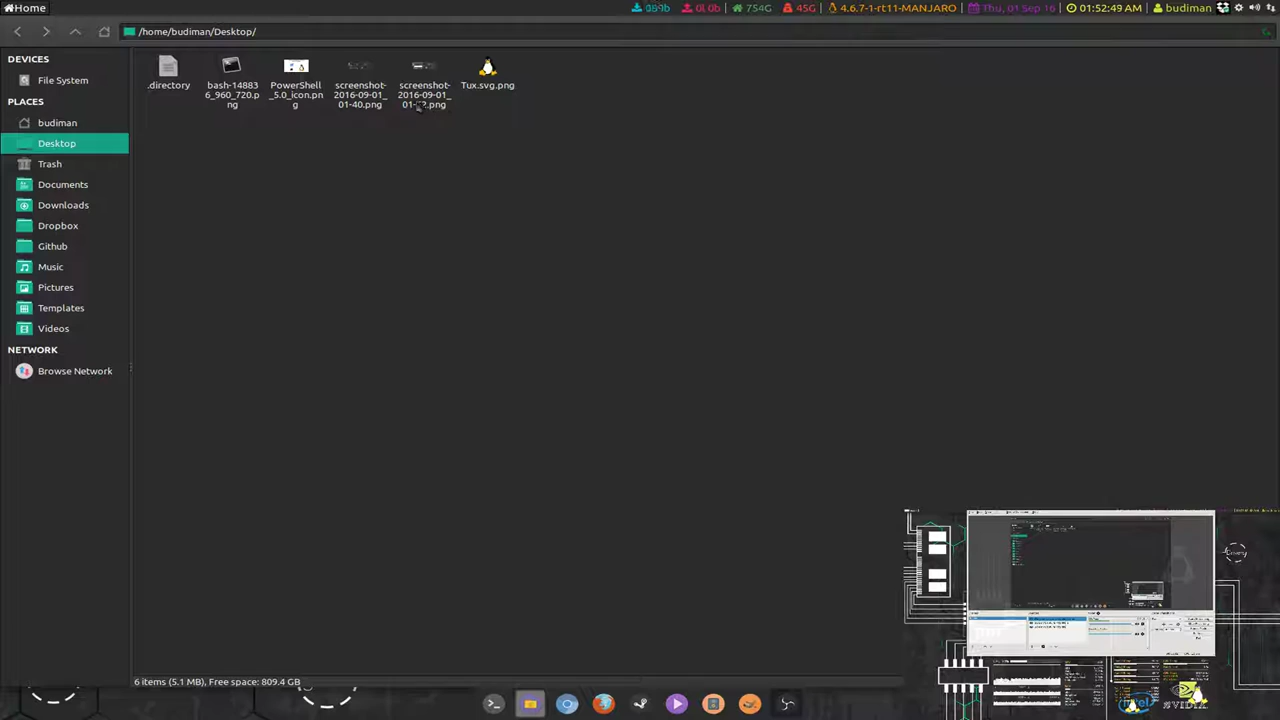 Home
0|0b
754G
45G
4.6.7-1-rt11-MANJARO
Thu, 01 Sep 16
01:52:49 AM
budiman
/home/budiman/Desktop/
DEVICES
File System
PLACES
budiman
Desktop
Trash
Documents
Downloads
Dropbox
Github
Music
Pictures
Templates
Videos
NETWORK
Browse Network
.directory
bash-14883
6_960_720.p
ng
PowerShell
_5.0_icon.pn
g
screenshot-
2016-09-01_
01-40.png
screenshot-
2016-09-01_
Tux.svg.png
6 items (5.1 MB), Free space: 809.4 GB